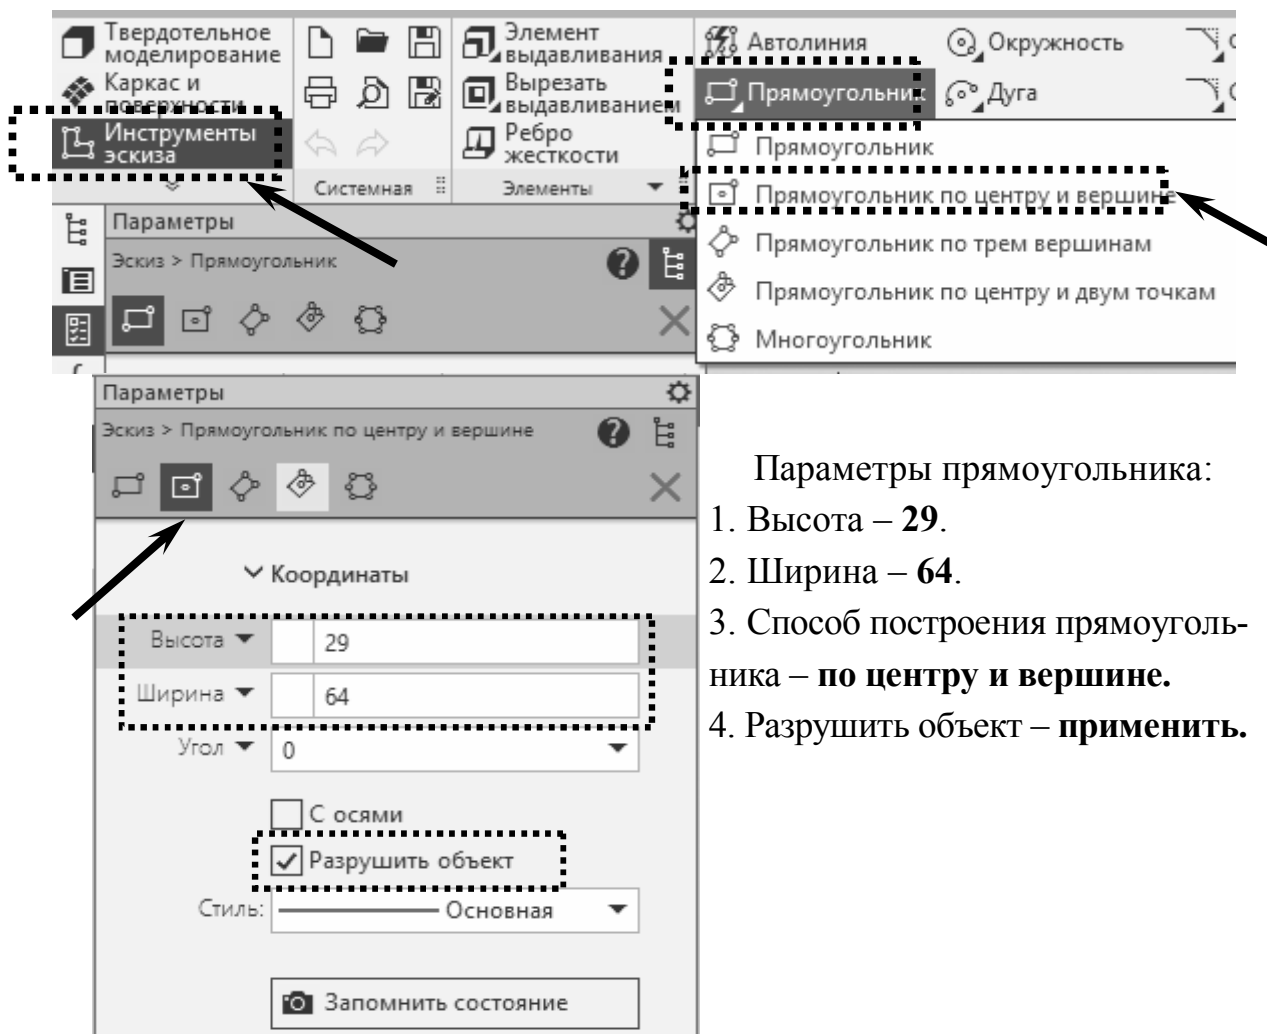 Твердотельное моделирование
Каркас и поверхности
Инструменты эскиза
Системная
Элемент выдавливания
Вырезать выдавливанием
Ребро жесткости
Элементы
Автолиния
Окружность
Прямоугольник
Дуга
Прямоугольник
Прямоугольник по центру и вершине
Прямоугольник по трем вершинам
Прямоугольник по центру и двум точкам
Многоугольник
Параметры
Эскиз > Прямоугольник
Параметры
Эскиз > Прямоугольник по центру и вершине
Координаты
Высота 29
Ширина 64
Угол 0
С осями
Разрушить объект
Стиль: Основная
Запомнить состояние
Параметры прямоугольника:
1. Высота – 29.
2. Ширина – 64.
3. Способ построения прямоуголь-
ника – по центру и вершине.
4. Разрушить объект – применить.